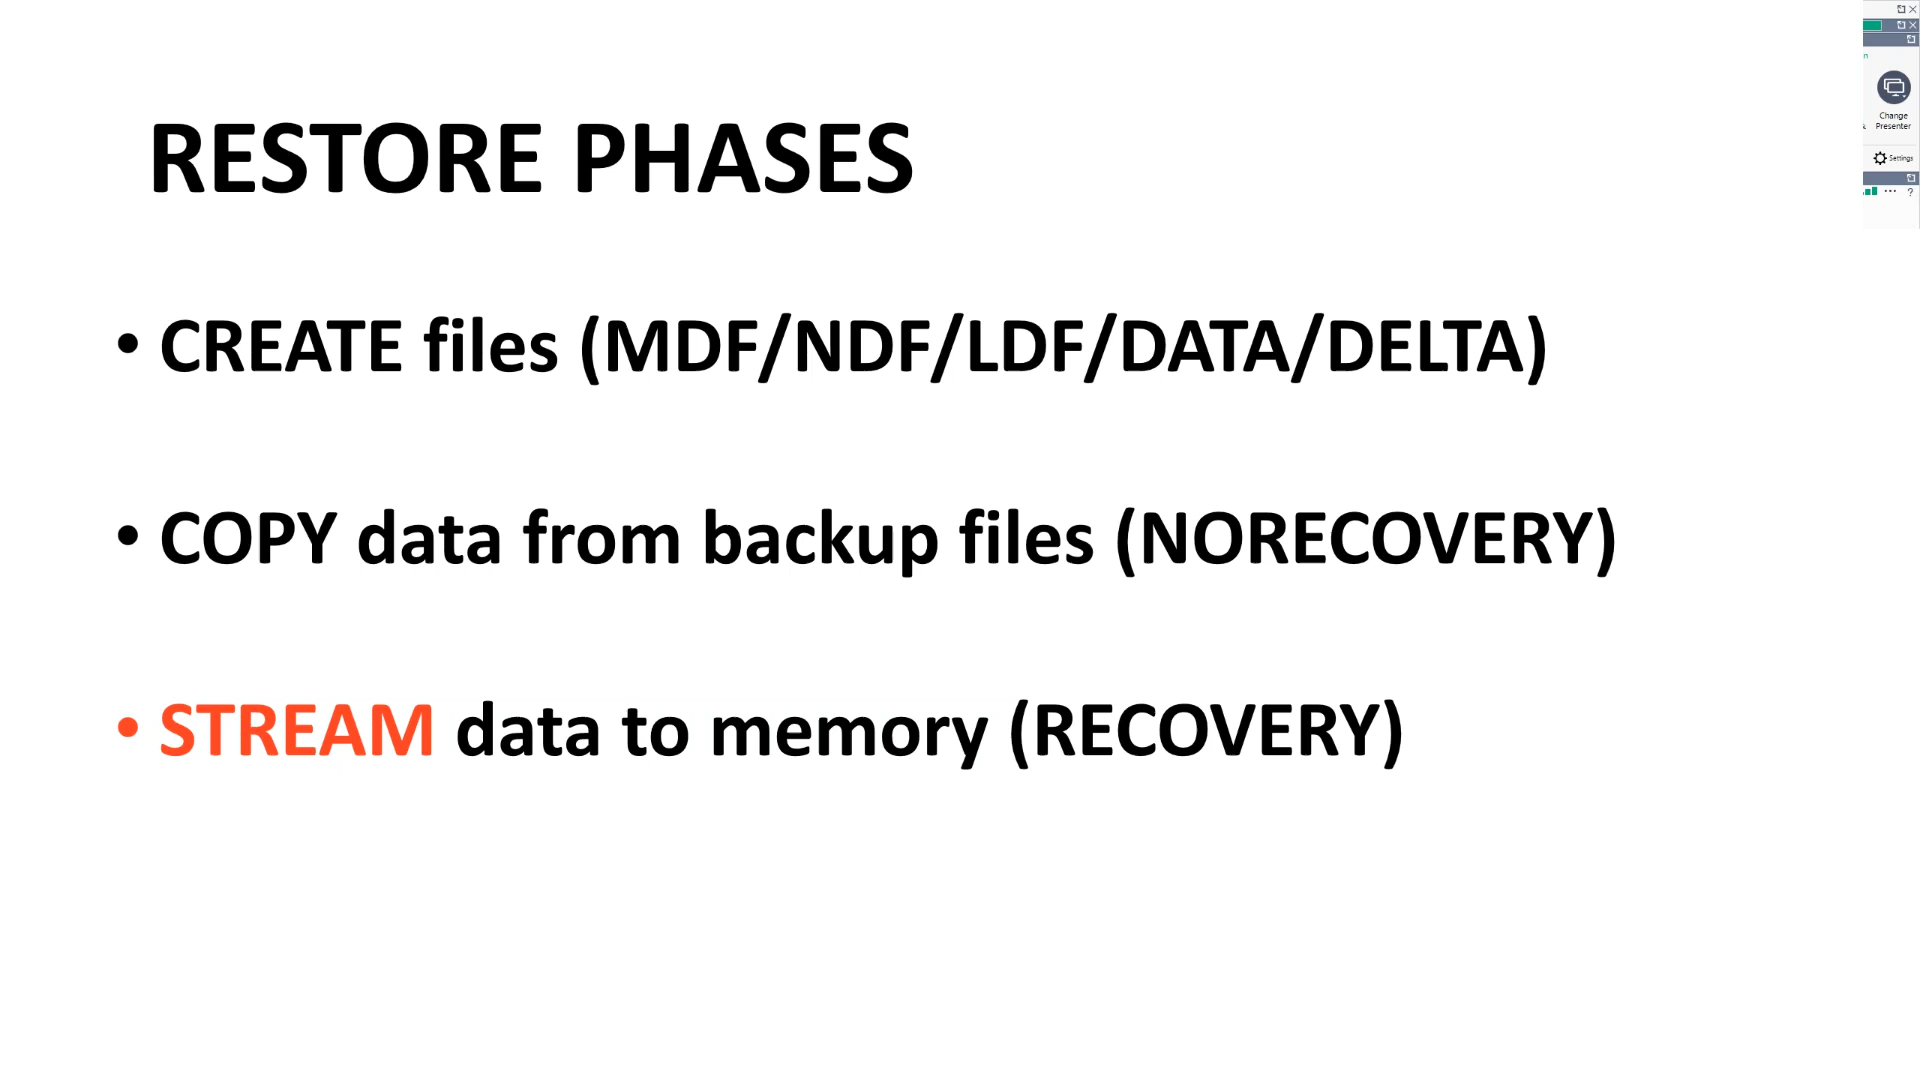 RESTORE PHASES
• CREATE files (MDF/NDF/LDF/DATA/DELTA)
• COPY data from backup files (NORECOVERY)
• STREAM data to memory (RECOVERY)
Change
Presenter
Settings
?